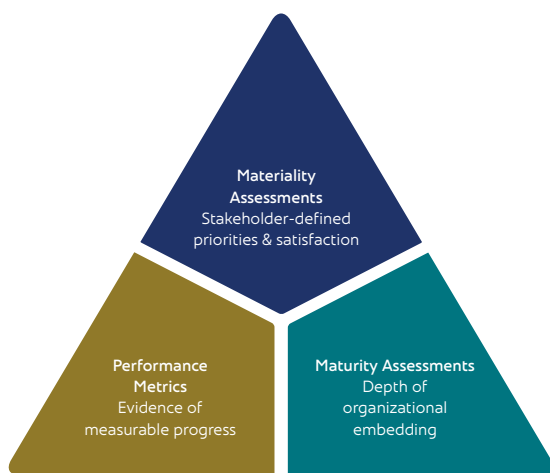 Materiality
Assessments
Stakeholder-defined
priorities & satisfaction
Performance
Metrics
Evidence of
measurable progress
Maturity Assessments
Depth of
organizational
embedding